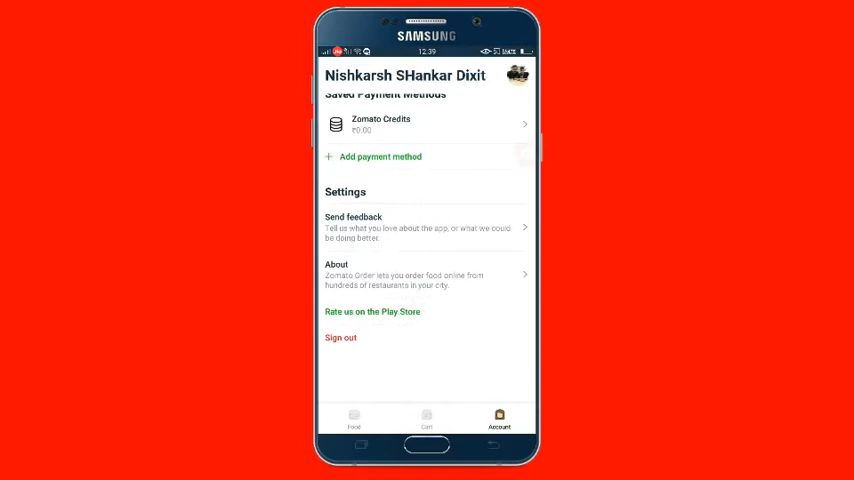 SAMSUNG
12.39
Nishkarsh SHankar Dixit
Saved Payment Methods
Zomato Credits
₹0.00
+ Add payment method
Settings
Send feedback
Tell us what you love about the app, or what we could
be doing better.
About
Zomato Order lets you order food online from
hundreds of restaurants in your city.
Rate us on the Play Store
Sign out
Food
Cart
Account